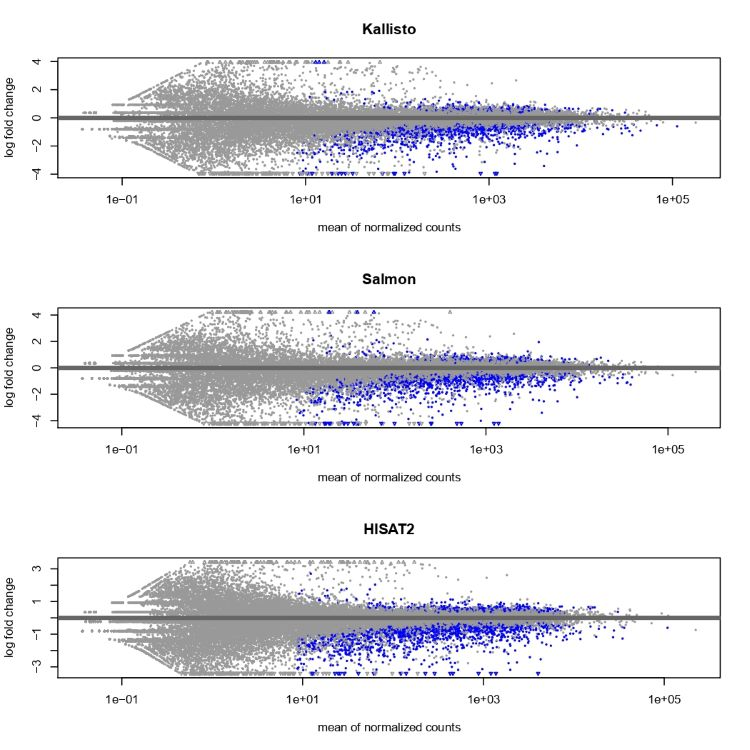 Kallisto
log fold change
4
2
0
−2
−4
1e−01 1e+01 1e+03 1e+05
mean of normalized counts
Salmon
log fold change
4
2
0
−2
−4
1e−01 1e+01 1e+03 1e+05
mean of normalized counts
HISAT2
log fold change
3
1
−1
−3
1e−01 1e+01 1e+03 1e+05
mean of normalized counts